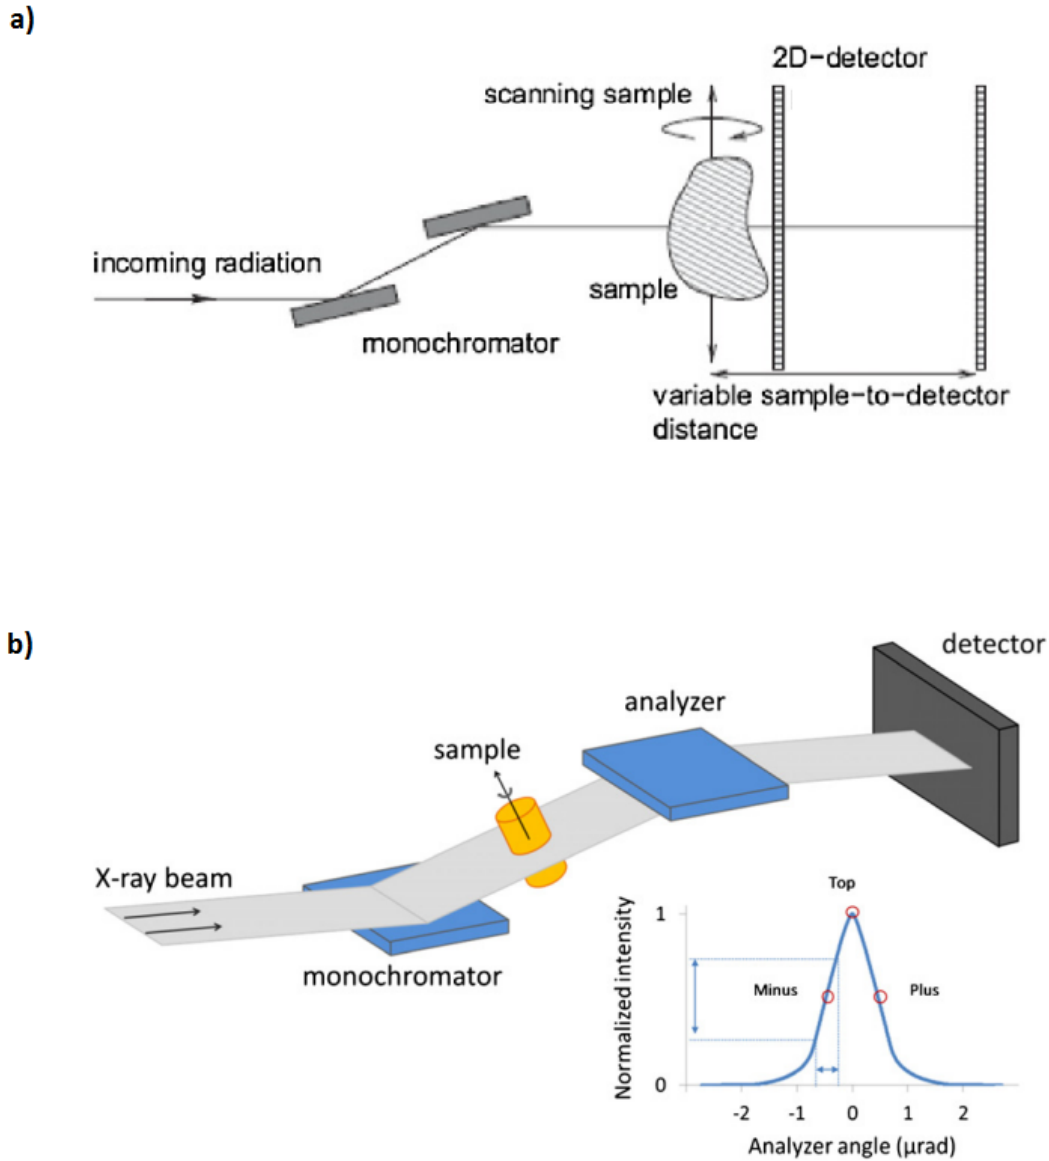 a)
2D−detector
scanning sample
incoming radiation
sample
monochromator
variable sample−to−detector
distance
b)
detector
analyzer
sample
X-ray beam
monochromator
Top
Normalized intensity
1
Minus
Plus
0
-2 -1 0 1 2
Analyzer angle (μrad)